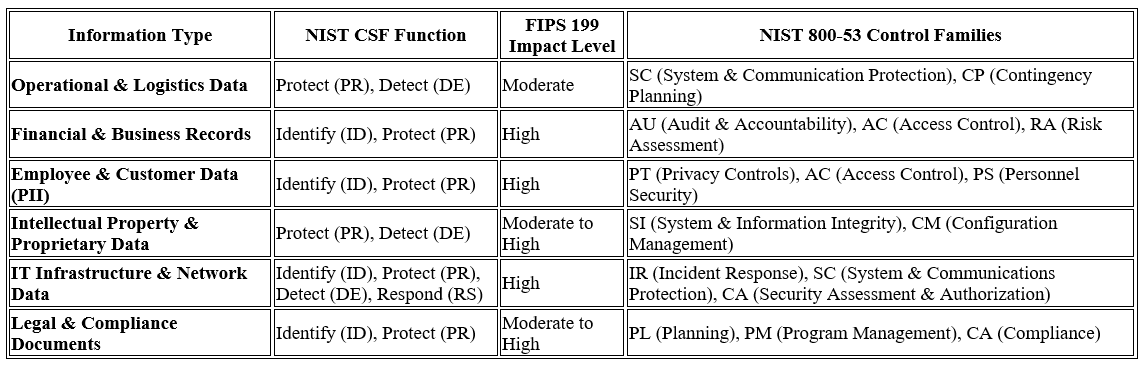 Information Type
NIST CSF Function
FIPS 199
Impact Level
NIST 800-53 Control Families
Operational & Logistics Data
Protect (PR), Detect (DE)
Moderate
SC (System & Communication Protection), CP (Contingency
Planning)
Financial & Business Records
Identify (ID), Protect (PR)
High
AU (Audit & Accountability), AC (Access Control), RA (Risk
Assessment)
Employee & Customer Data
(PII)
Identify (ID), Protect (PR)
High
PT (Privacy Controls), AC (Access Control), PS (Personnel
Security)
Intellectual Property &
Proprietary Data
Protect (PR), Detect (DE)
Moderate to
High
SI (System & Information Integrity), CM (Configuration
Management)
IT Infrastructure & Network
Data
Identify (ID), Protect (PR),
Detect (DE), Respond (RS)
High
IR (Incident Response), SC (System & Communications
Protection), CA (Security Assessment & Authorization)
Legal & Compliance
Documents
Identify (ID), Protect (PR)
Moderate to
High
PL (Planning), PM (Program Management), CA (Compliance)